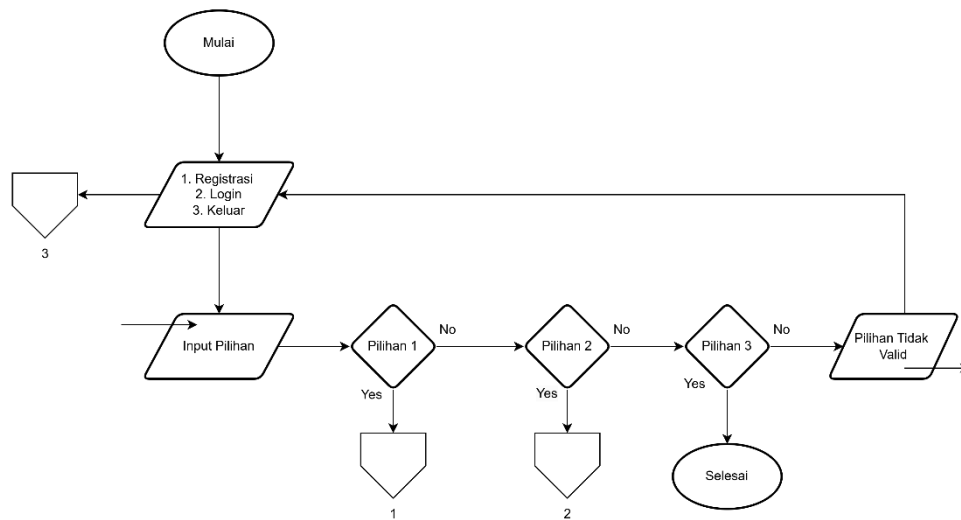 Mulai
1. Registrasi
2. Login
3. Keluar
3
Input Pilihan
Pilihan 1
No
Yes
1
Pilihan 2
No
Yes
2
Pilihan 3
No
Yes
Selesai
Pilihan Tidak
Valid